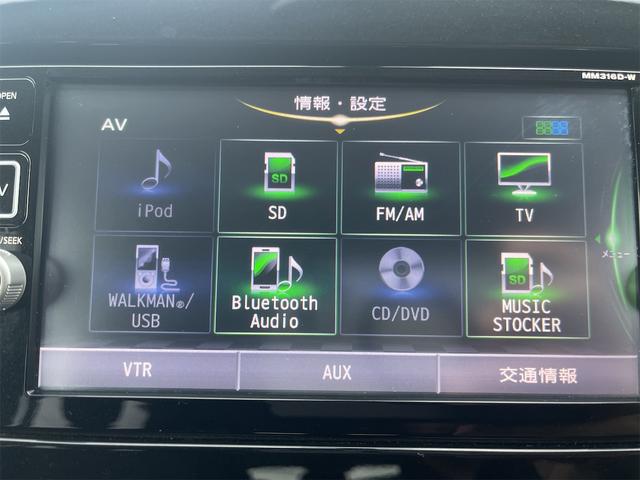 OPEN
MM316D-W
情報・設定
AV
iPod
SD
SD
FM/AM
TV
V
/SEEK
メニュー
WALKMAN®/
USB
Bluetooth
Audio
CD/DVD
SD
MUSIC
STOCKER
VTR
AUX
交通情報